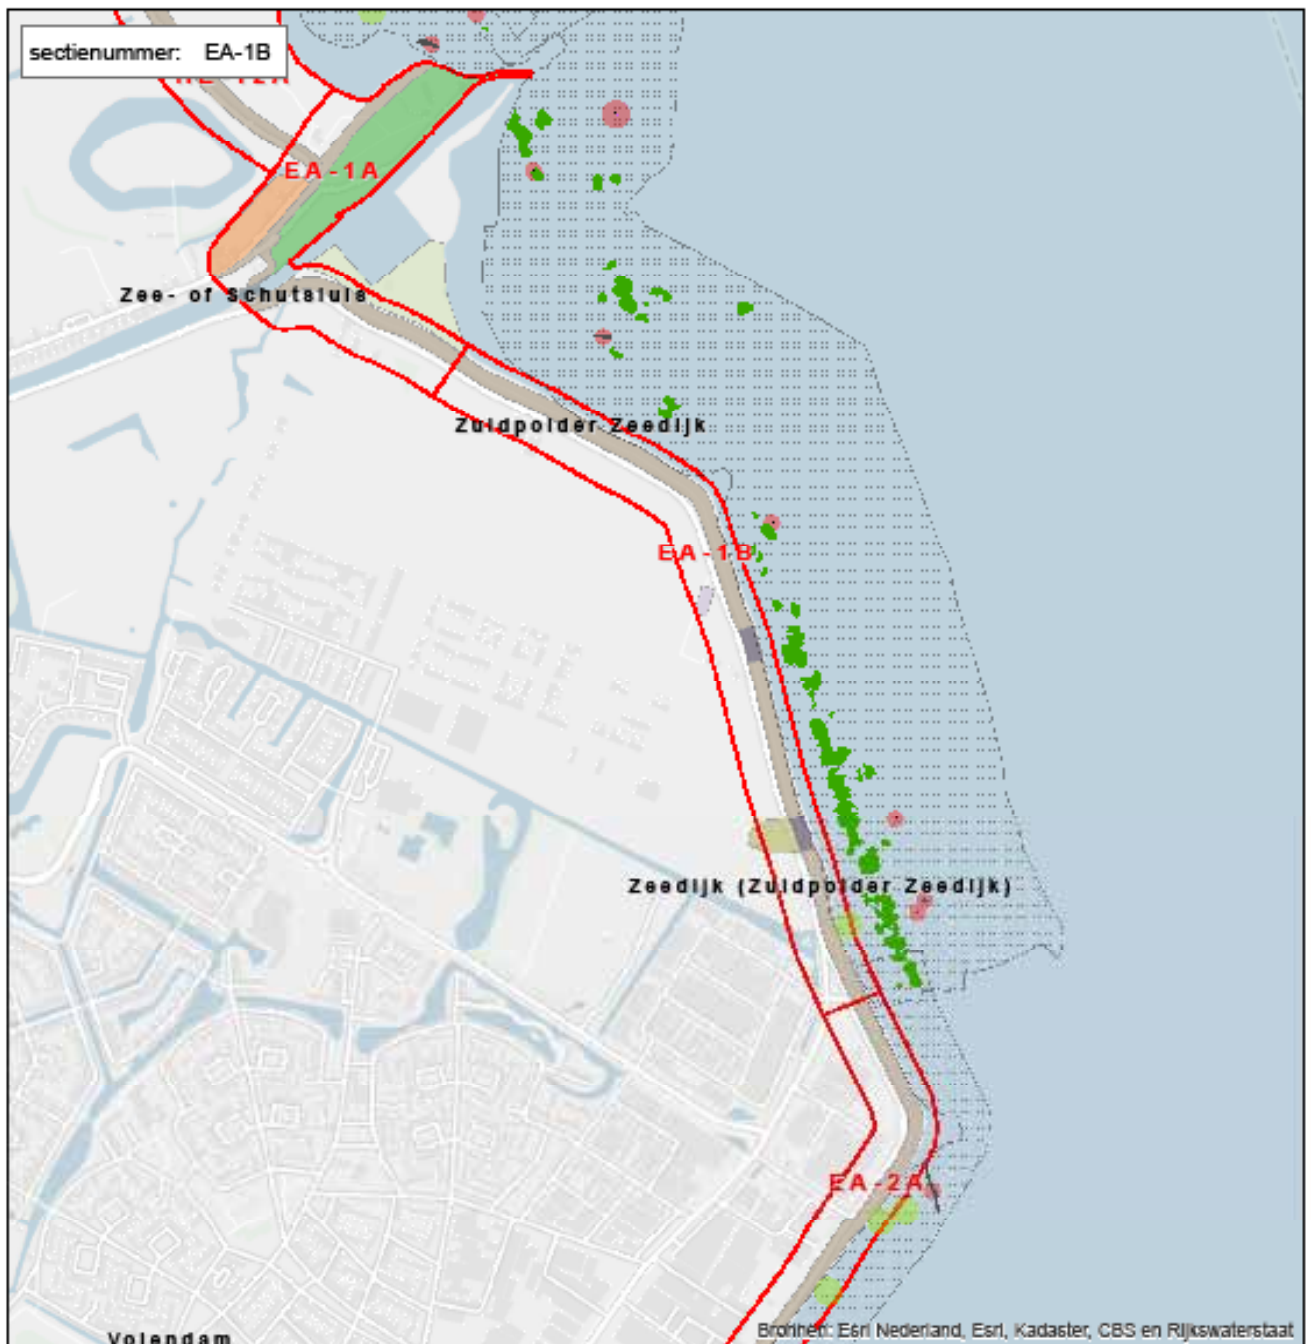 sectienummer: EA-1B
EA-1A
Zee- of Schutsluis
Zuidpolder Zeedijk
EA-1B
Zeedijk (Zuidpolder Zeedijk)
EA-2A
Volendam
Bronnen: Esri Nederland, Esri, Kadaster, CBS en Rijkswaterstaat